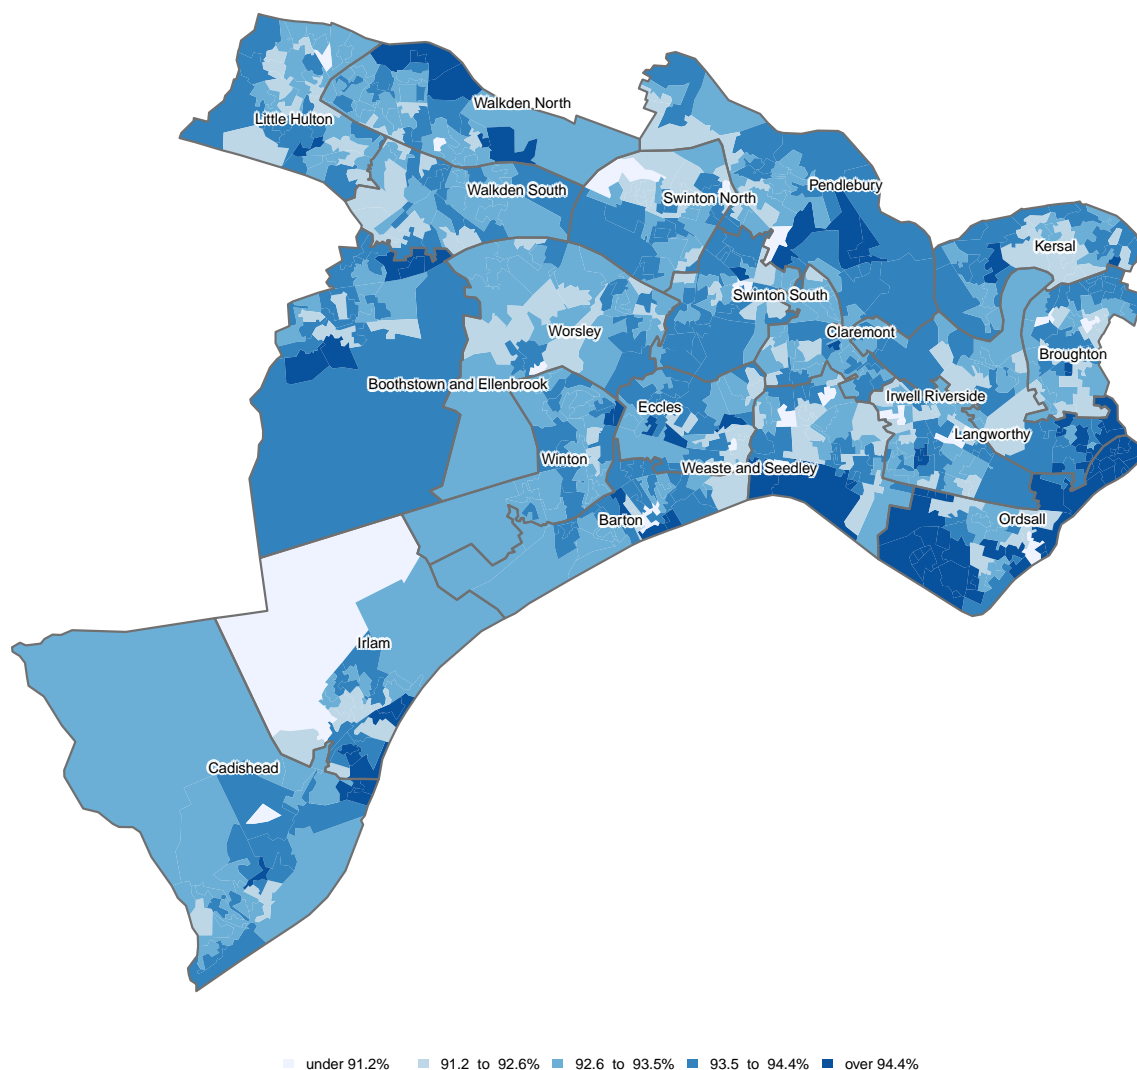 Walkden North
Little Hulton
Walkden South
Pendlebury
Swinton North
Kersal
Swinton South
Worsley
Claremont
Broughton
Boothstown and Ellenbrook
Irwell Riverside
Eccles
Langworthy
Winton
Weaste and Seedley
Barton
Ordsall
Irlam
Cadishead
under 91.2% 91.2 to 92.6% 92.6 to 93.5% 93.5 to 94.4% over 94.4%